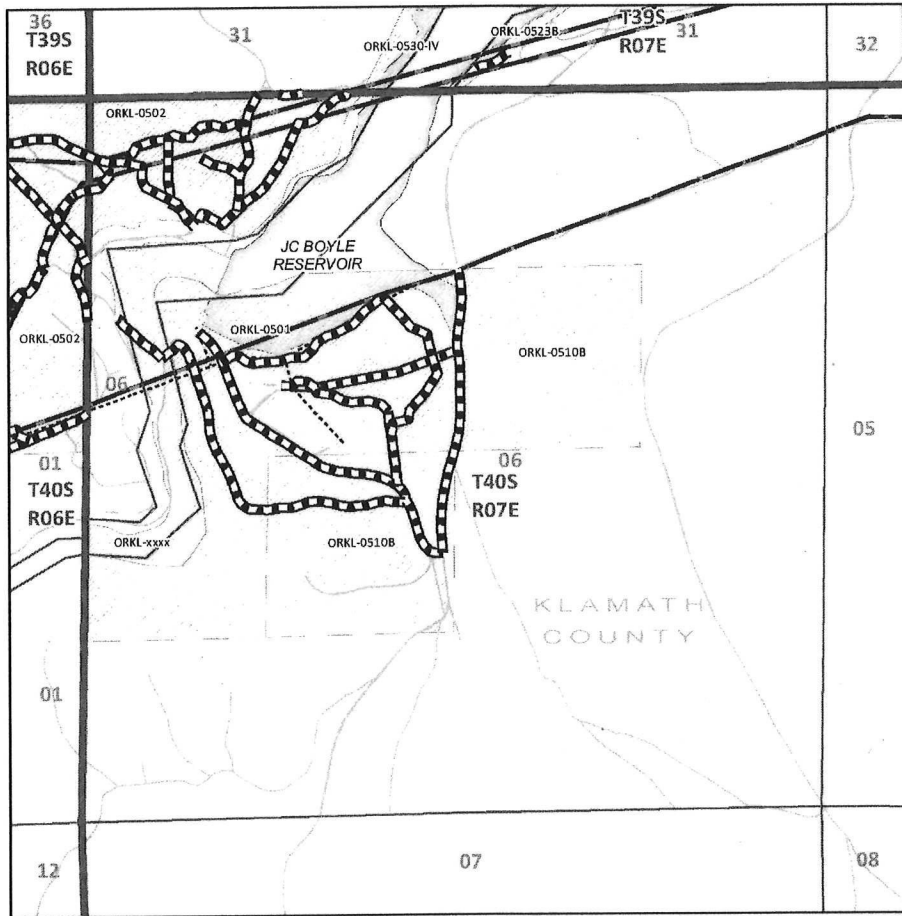 36
T39S
R06E
31
ORKL-0530-IV
ORKL-0523B
T39S
R07E
31
32
ORKL-0502
JC BOYLE
RESERVOIR
ORKL-0502
ORKL-0501
ORKL-0510B
06
05
01
T40S
R06E
06
T40S
R07E
ORKL-xxxx
ORKL-0510B
KLAMATH
COUNTY
01
12
07
08